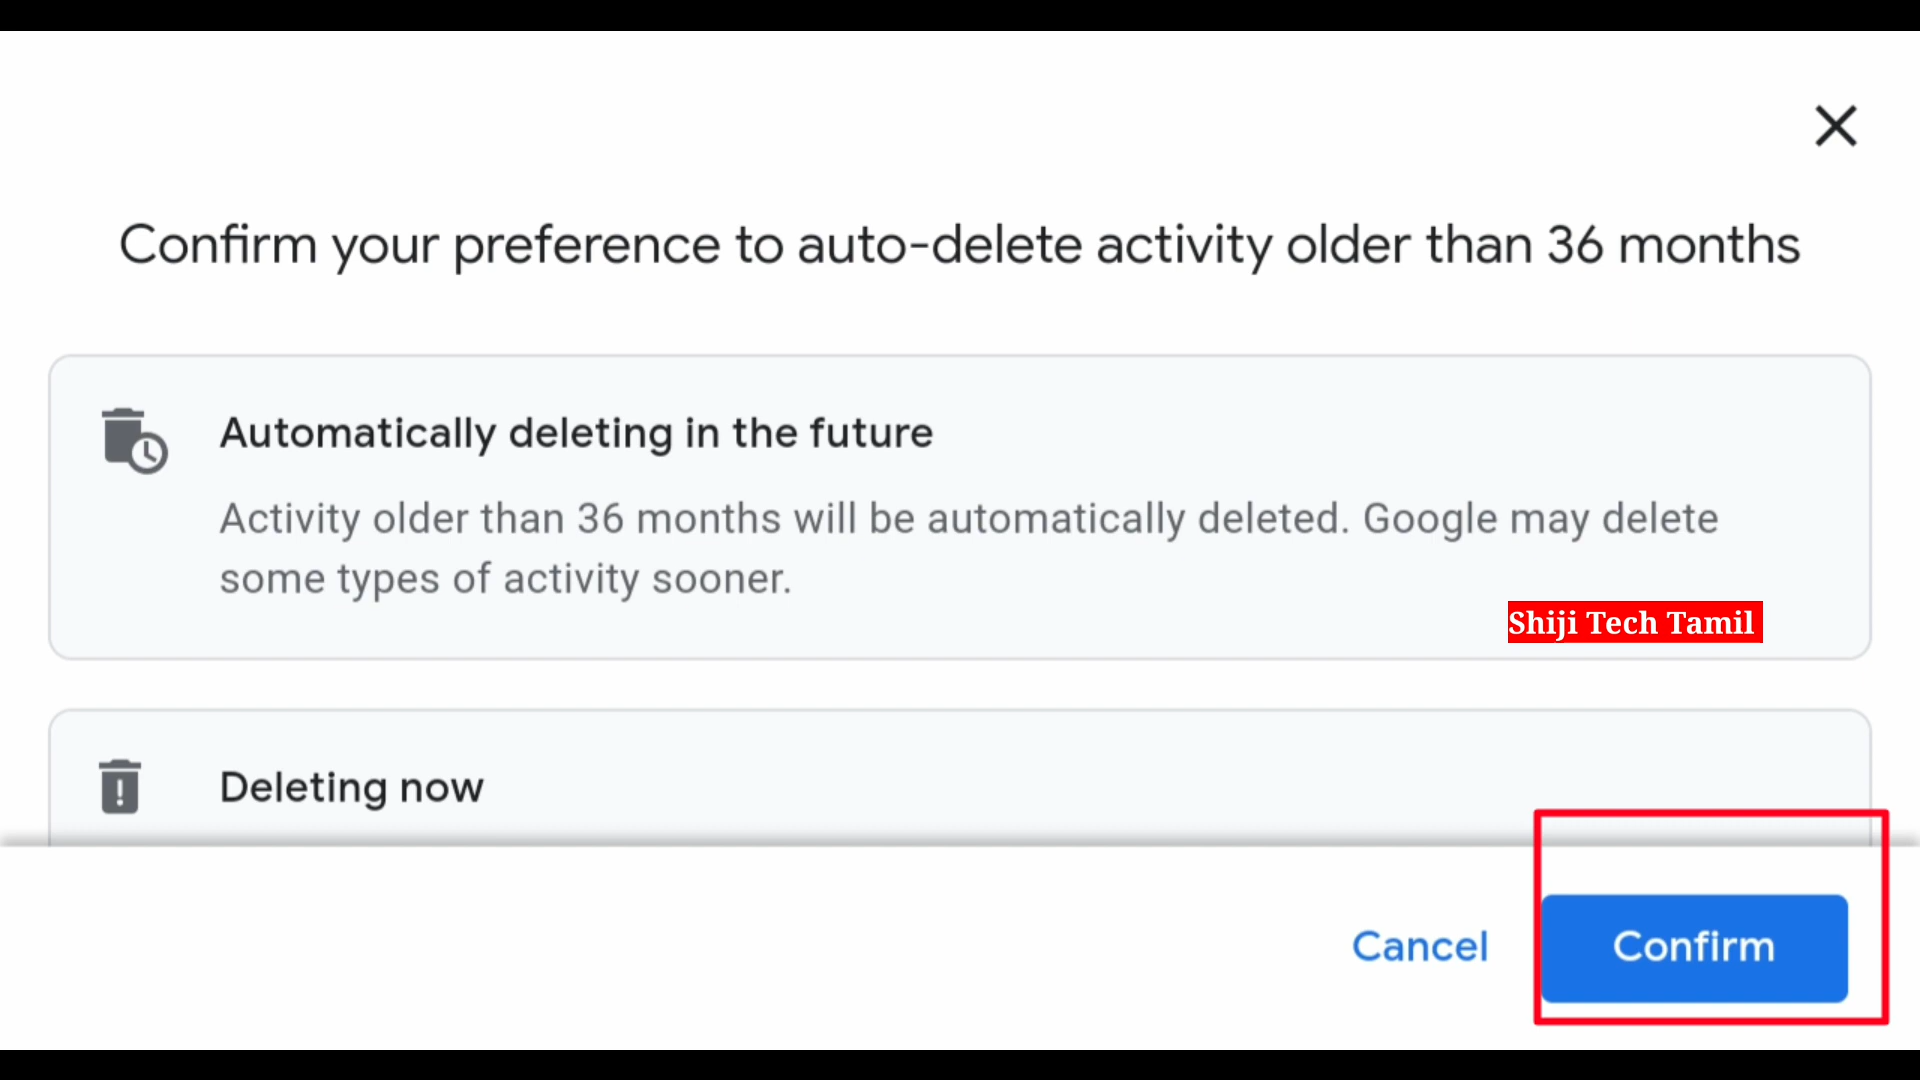 Confirm your preference to auto-delete activity older than 36 months
Automatically deleting in the future
Activity older than 36 months will be automatically deleted. Google may delete
some types of activity sooner.
Shiji Tech Tamil
Deleting now
Cancel
Confirm